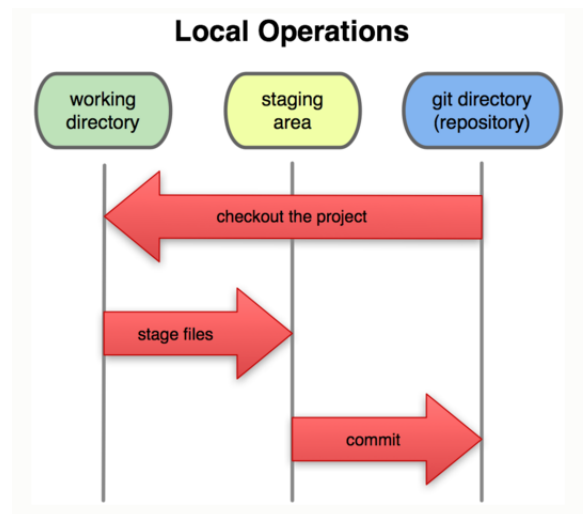 Local Operations
working
directory
staging
area
git directory
(repository)
checkout the project
stage files
commit